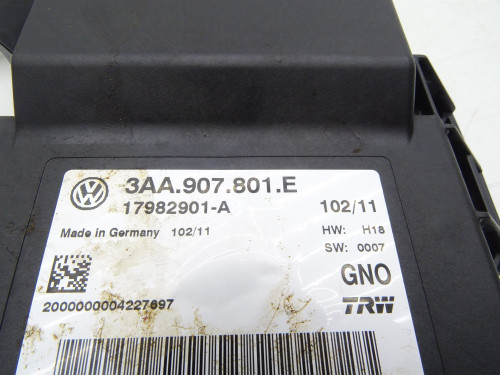 3AA.907.801.E
17982901-A 102/11
Made in Germany 102/11 HW: H18
SW: 0007
GNO
2000000004227697 TRW